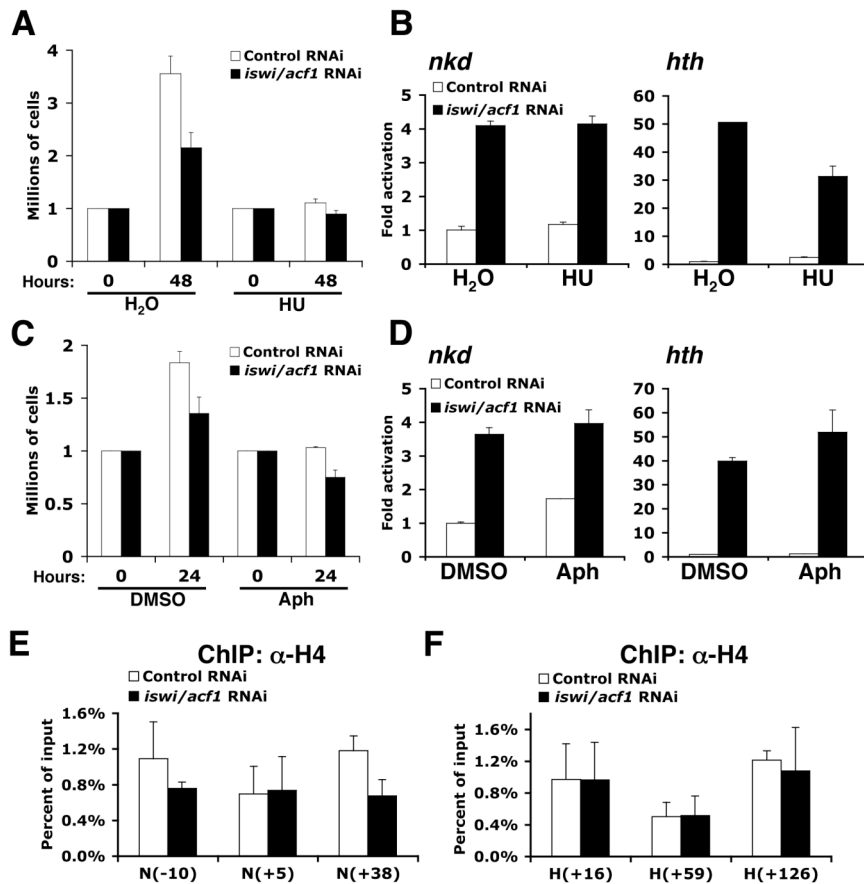 A
Control RNAi
iswi/acf1 RNAi
Millions of cells
4
3
2
1
0
Hours: 0 48 0 48
H₂O HU
B
nkd
Control RNAi
iswi/acf1 RNAi
Fold activation
5
4
3
2
1
0
H₂O HU
hth
60
50
40
30
20
10
0
H₂O HU
C
Control RNAi
iswi/acf1 RNAi
Millions of cells
2
1.5
1
0.5
0
Hours: 0 24 0 24
DMSO Aph
D
nkd
Control RNAi
iswi/acf1 RNAi
Fold activation
5
4
3
2
1
0
DMSO Aph
hth
70
60
50
40
30
20
10
0
DMSO Aph
E
ChIP: α-H4
Control RNAi
iswi/acf1 RNAi
Percent of input
1.6%
1.2%
0.8%
0.4%
0.0%
N(-10) N(+5) N(+38)
F
ChIP: α-H4
Control RNAi
iswi/acf1 RNAi
Percent of input
1.6%
1.2%
0.8%
0.4%
0.0%
H(+16) H(+59) H(+126)